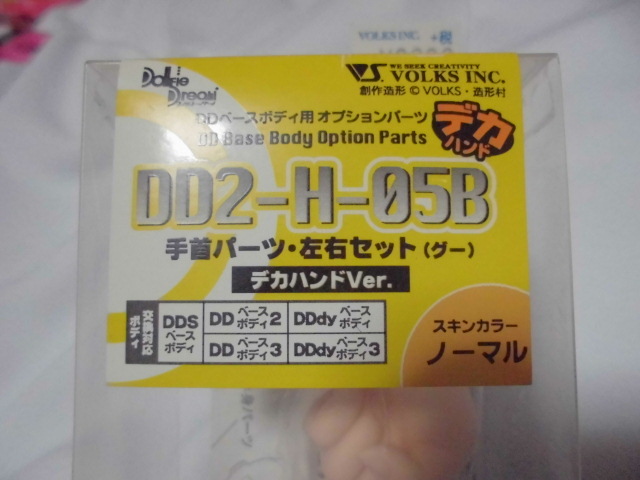 VOLKS INC. +税
Dollfie
Dream
WE SEEK CREATIVITY
VS. VOLKS INC.
創作造形 © VOLKS・造形村
DDベースボディ用 オプションパーツ
DD Base Body Option Parts
デカ
ハンド
DD2-H-05B
手首パーツ・左右セット(グー)
デカハンドVer.
交換対応
ボディ
DDS
ベース
ボディ
DD ベースボディ2
DDdy ベースボディ
DD ベースボディ3
DDdy ベースボディ3
スキンカラー
ノーマル